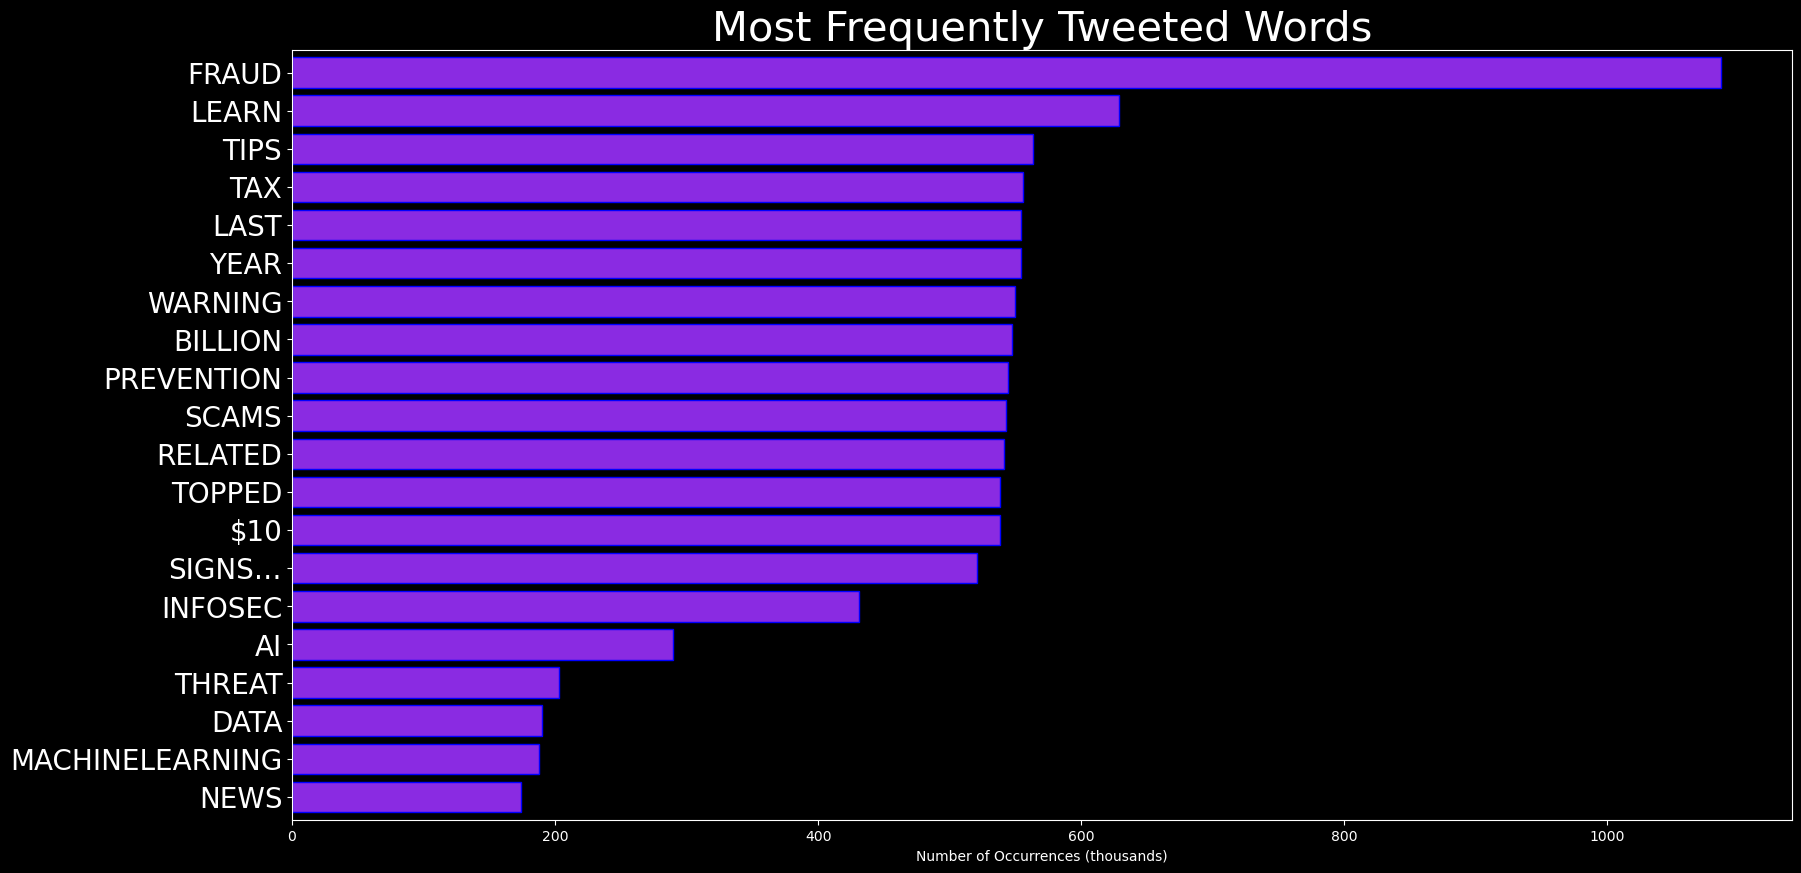 Most Frequently Tweeted Words
FRAUD
LEARN
TIPS
TAX
LAST
YEAR
WARNING
BILLION
PREVENTION
SCAMS
RELATED
TOPPED
$10
SIGNS…
INFOSEC
AI
THREAT
DATA
MACHINELEARNING
NEWS
0 200 400 600 800 1000
Number of Occurrences (thousands)